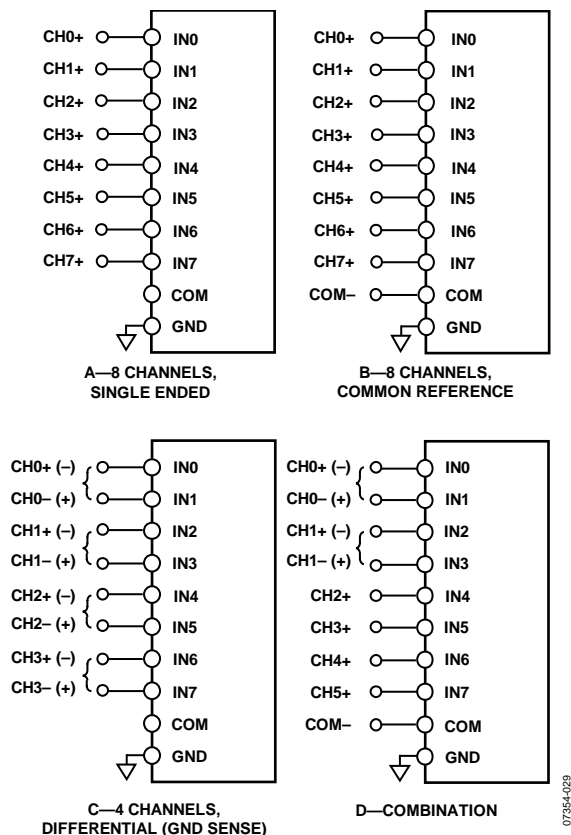 CH0+ IN0
CH1+ IN1
CH2+ IN2
CH3+ IN3
CH4+ IN4
CH5+ IN5
CH6+ IN6
CH7+ IN7
COM
GND
A—8 CHANNELS,
SINGLE ENDED
CH0+ IN0
CH1+ IN1
CH2+ IN2
CH3+ IN3
CH4+ IN4
CH5+ IN5
CH6+ IN6
CH7+ IN7
COM– COM
GND
B—8 CHANNELS,
COMMON REFERENCE
CH0+ (–) IN0
CH0– (+) IN1
CH1+ (–) IN2
CH1– (+) IN3
CH2+ (–) IN4
CH2– (+) IN5
CH3+ (–) IN6
CH3– (+) IN7
COM
GND
C—4 CHANNELS,
DIFFERENTIAL (GND SENSE)
CH0+ (–) IN0
CH0– (+) IN1
CH1+ (–) IN2
CH1– (+) IN3
CH2+ IN4
CH3+ IN5
CH4+ IN6
CH5+ IN7
COM– COM
GND
D—COMBINATION
07354-029